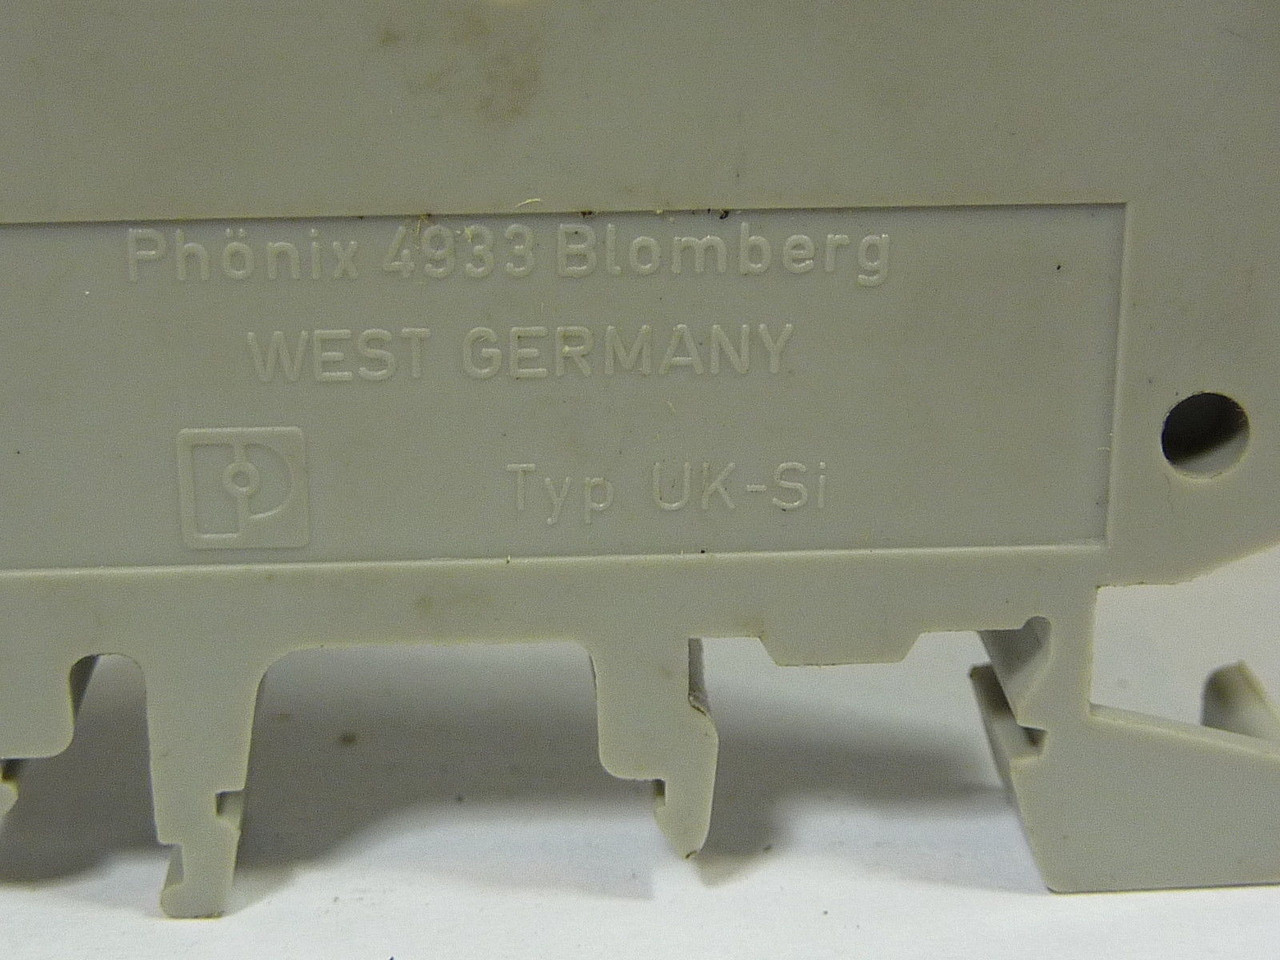 Phönix 4933 Blomberg
WEST GERMANY
Typ UK-Si